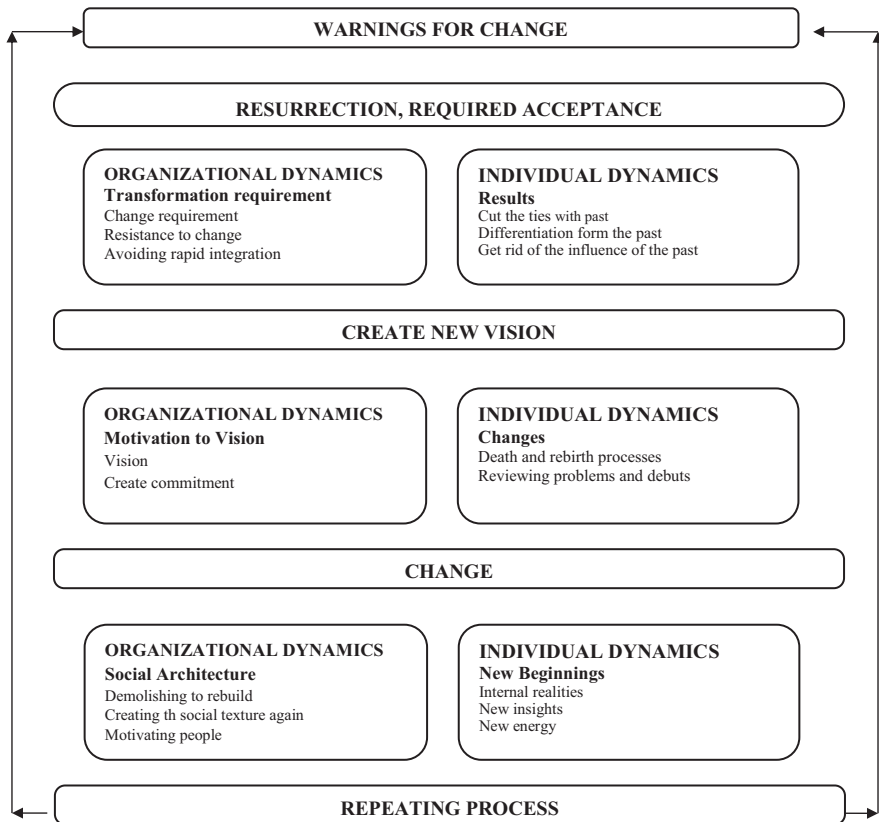 WARNINGS FOR CHANGE
RESURRECTION, REQUIRED ACCEPTANCE
ORGANIZATIONAL DYNAMICS
Transformation requirement
Change requirement
Resistance to change
Avoiding rapid integration
INDIVIDUAL DYNAMICS
Results
Cut the ties with past
Differentiation form the past
Get rid of the influence of the past
CREATE NEW VISION
ORGANIZATIONAL DYNAMICS
Motivation to Vision
Vision
Create commitment
INDIVIDUAL DYNAMICS
Changes
Death and rebirth processes
Reviewing problems and debuts
CHANGE
ORGANIZATIONAL DYNAMICS
Social Architecture
Demolishing to rebuild
Creating th social texture again
Motivating people
INDIVIDUAL DYNAMICS
New Beginnings
Internal realities
New insights
New energy
REPEATING PROCESS